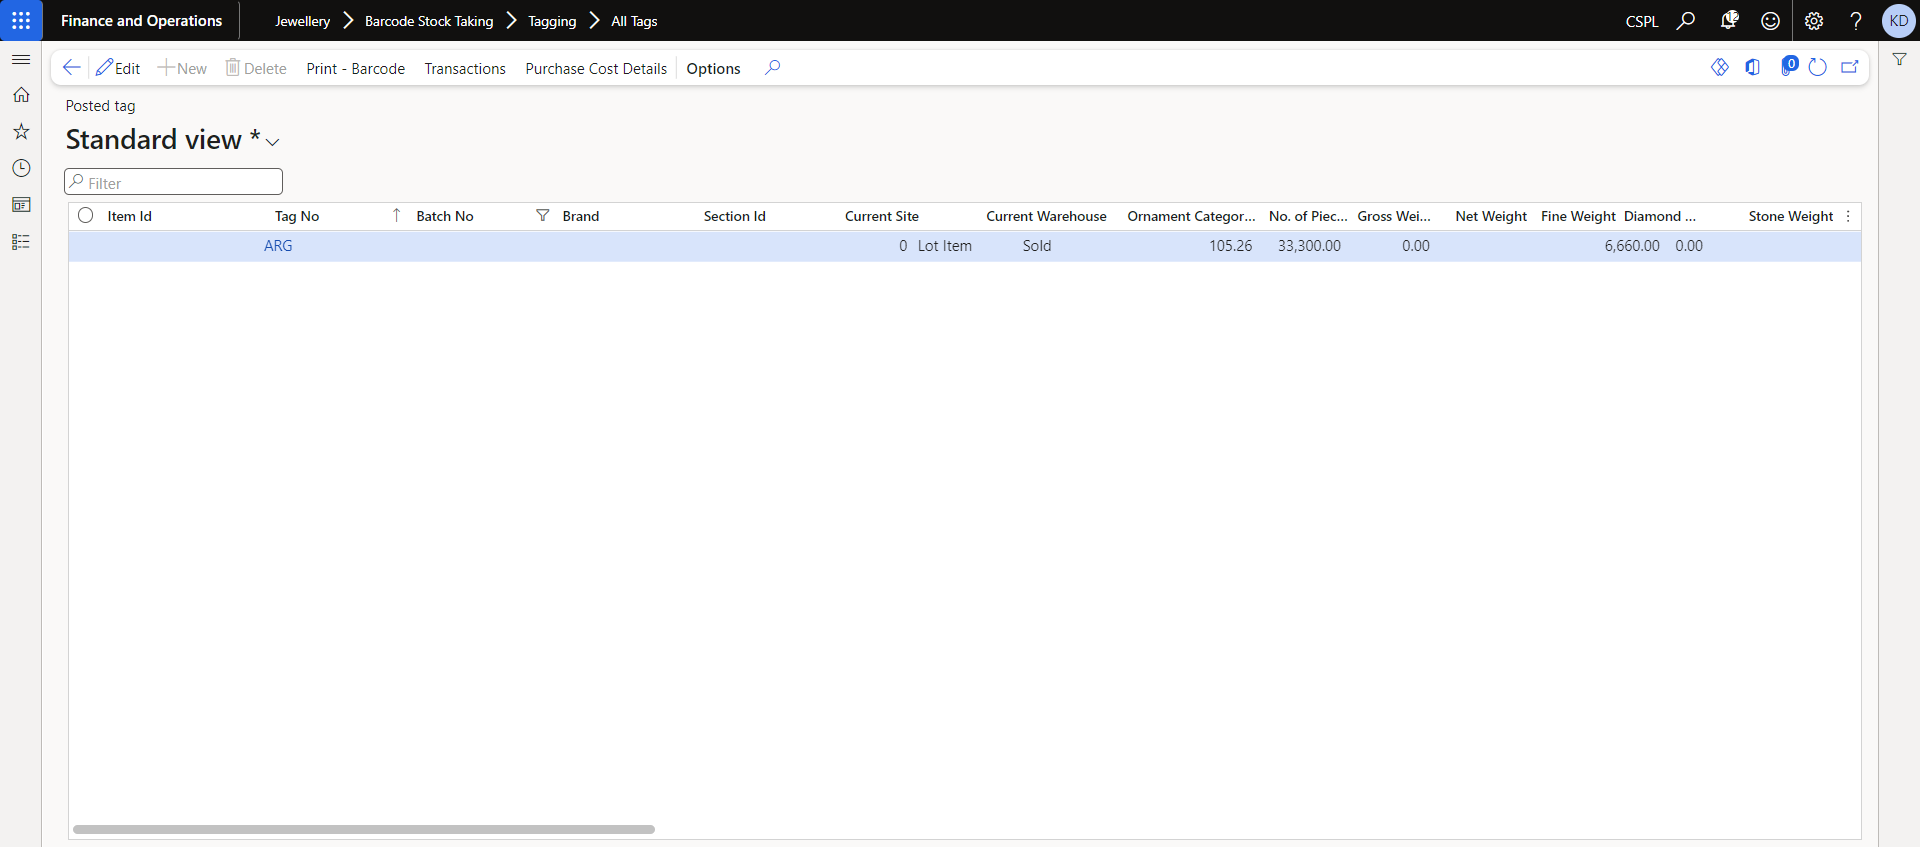 Finance and Operations Jewellery Barcode Stock Taking Tagging All Tags CSPL 12 KD
Edit New Delete Print - Barcode Transactions Purchase Cost Details Options 0
Posted tag
Standard view *
Filter
Item Id Tag No Batch No Brand Section Id Current Site Current Warehouse Ornament Categor... No. of Piec... Gross Wei... Net Weight Fine Weight Diamond ... Stone Weight
ARG 0 Lot Item Sold 105.26 33,300.00 0.00 6,660.00 0.00